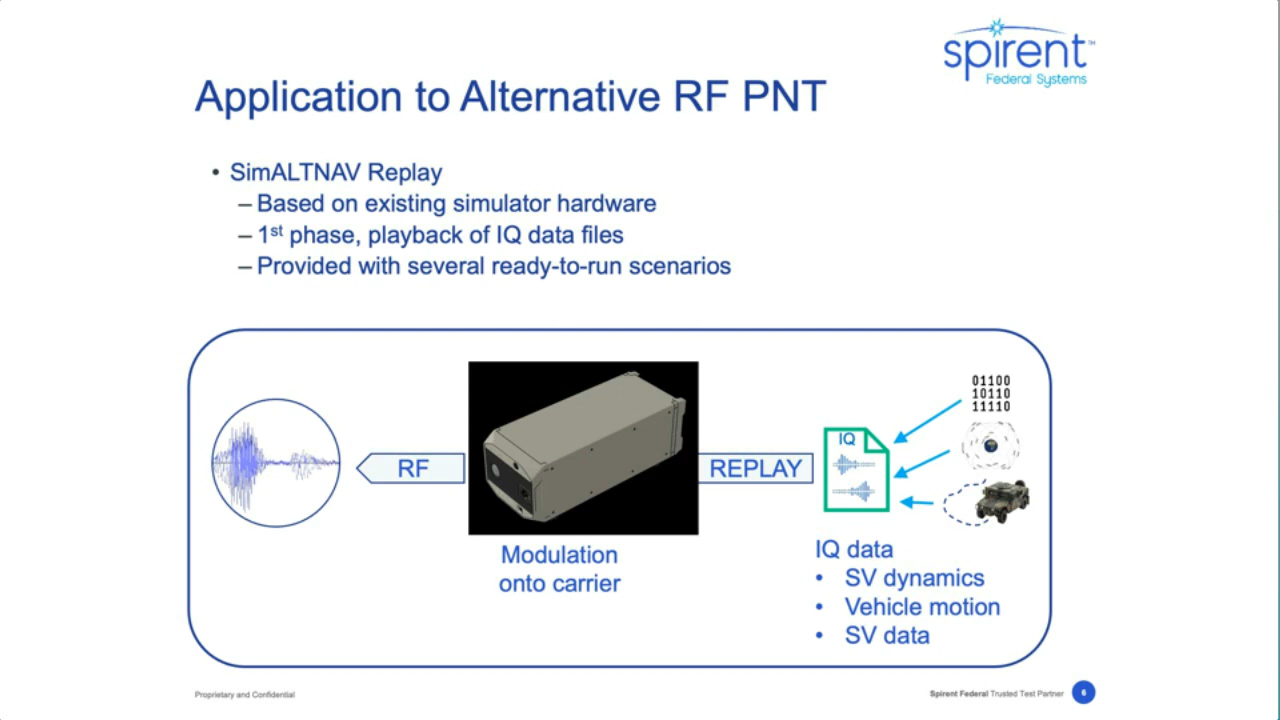 spirent™
Federal Systems
Application to Alternative RF PNT
• SimALTNAV Replay
– Based on existing simulator hardware
– 1st phase, playback of IQ data files
– Provided with several ready-to-run scenarios
01100
10110
11110
IQ
RF
REPLAY
Modulation
onto carrier
IQ data
• SV dynamics
• Vehicle motion
• SV data
Proprietary and Confidential
Spirent Federal Trusted Test Partner
6